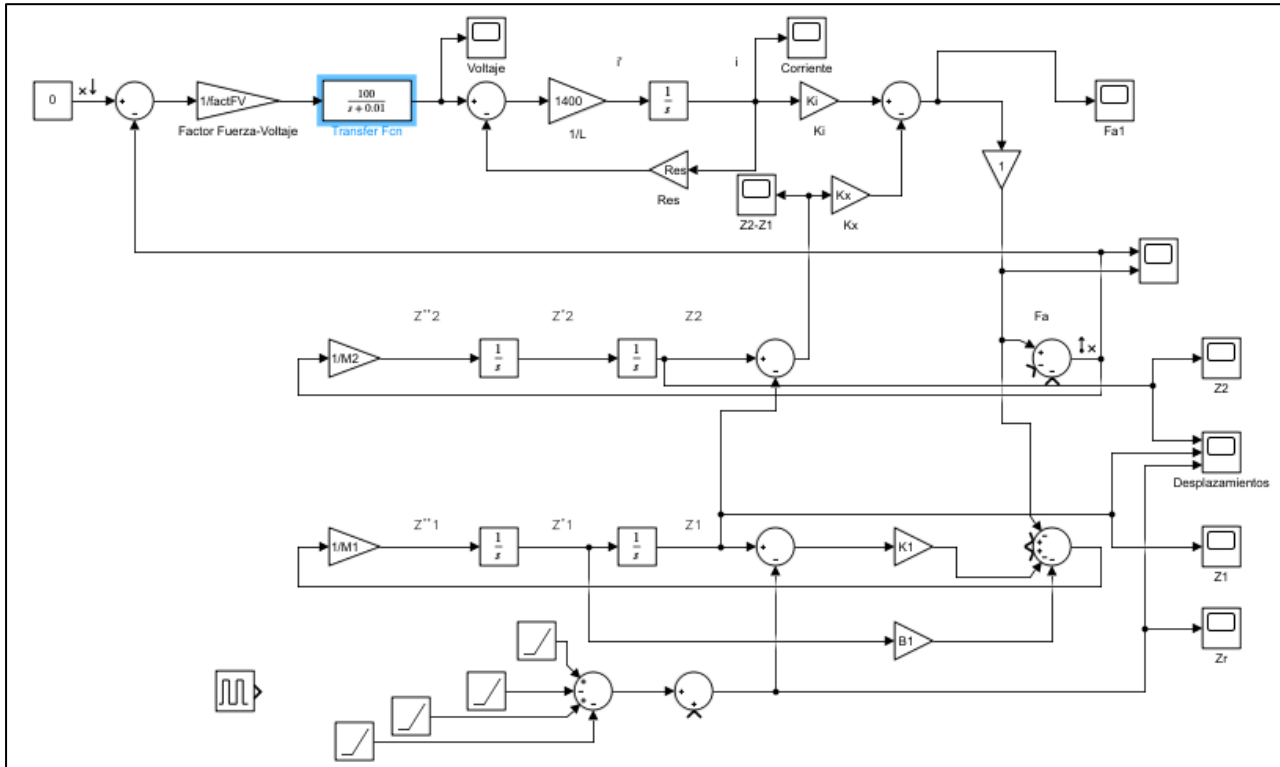 Voltaje
i'
i
Corriente
0
1/factFV
100
s + 0.01
1400
1
s
Ki
Fa1
Factor Fuerza-Voltaje
Transfer Fcn
1/L
Ki
1
Res
Res
Z2-Z1
Kx
Kx
Z''2
Z'2
Z2
Fa
1/M2
1
s
1
s
Z2
Desplazamientos
Z''1
Z'1
Z1
1/M1
1
s
1
s
K1
Z1
B1
Zr